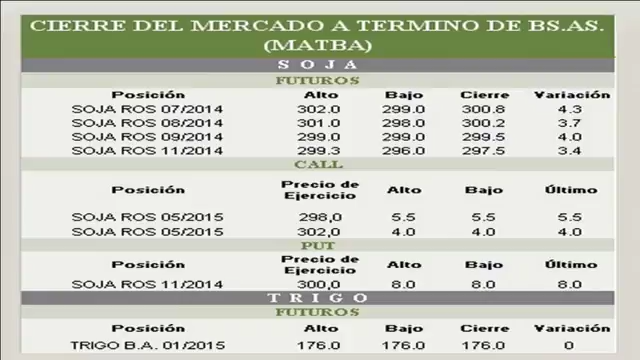 CIERRE DEL MERCADO A TERMINO DE BS.AS.
(MATBA)
SOJA
FUTUROS
Posición Alto Bajo Cierre Variación
SOJA ROS 07/2014 302.0 299.0 300.8 4.3
SOJA ROS 08/2014 301.0 298.0 300.2 3.7
SOJA ROS 09/2014 299.0 299.0 299.5 4.0
SOJA ROS 11/2014 299.3 296.0 297.5 3.4
CALL
Posición Precio de Ejercicio Alto Bajo Último
SOJA ROS 05/2015 298,0 5.5 5.5 5.5
SOJA ROS 05/2015 302,0 4.0 4.0 4.0
PUT
Posición Precio de Ejercicio Alto Bajo Último
SOJA ROS 11/2014 300,0 8.0 8.0 8.0
TRIGO
FUTUROS
Posición Alto Bajo Cierre Variación
TRIGO B.A. 01/2015 176.0 176.0 176.0 0